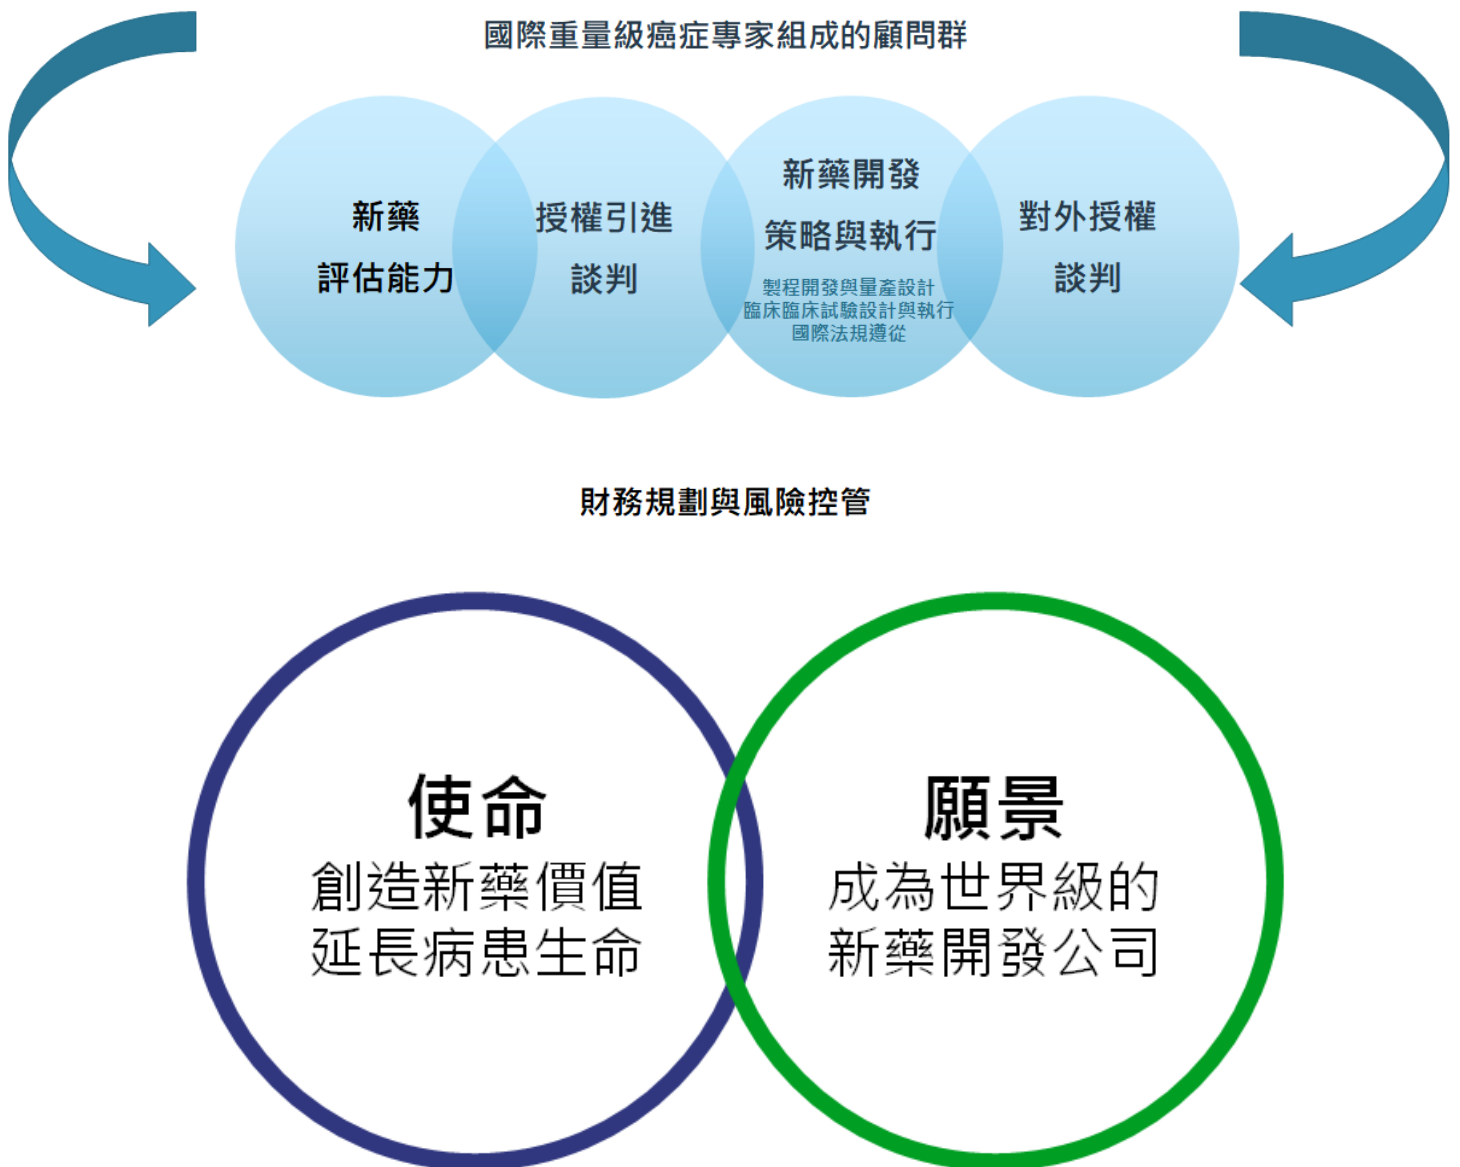 國際重量級癌症專家組成的顧問群
新藥
評估能力
授權引進
談判
新藥開發
策略與執行
製程開發與量產設計
臨床臨床試驗設計與執行
國際法規遵從
對外授權
談判
財務規劃與風險控管
使命
創造新藥價值
延長病患生命
願景
成為世界級的
新藥開發公司